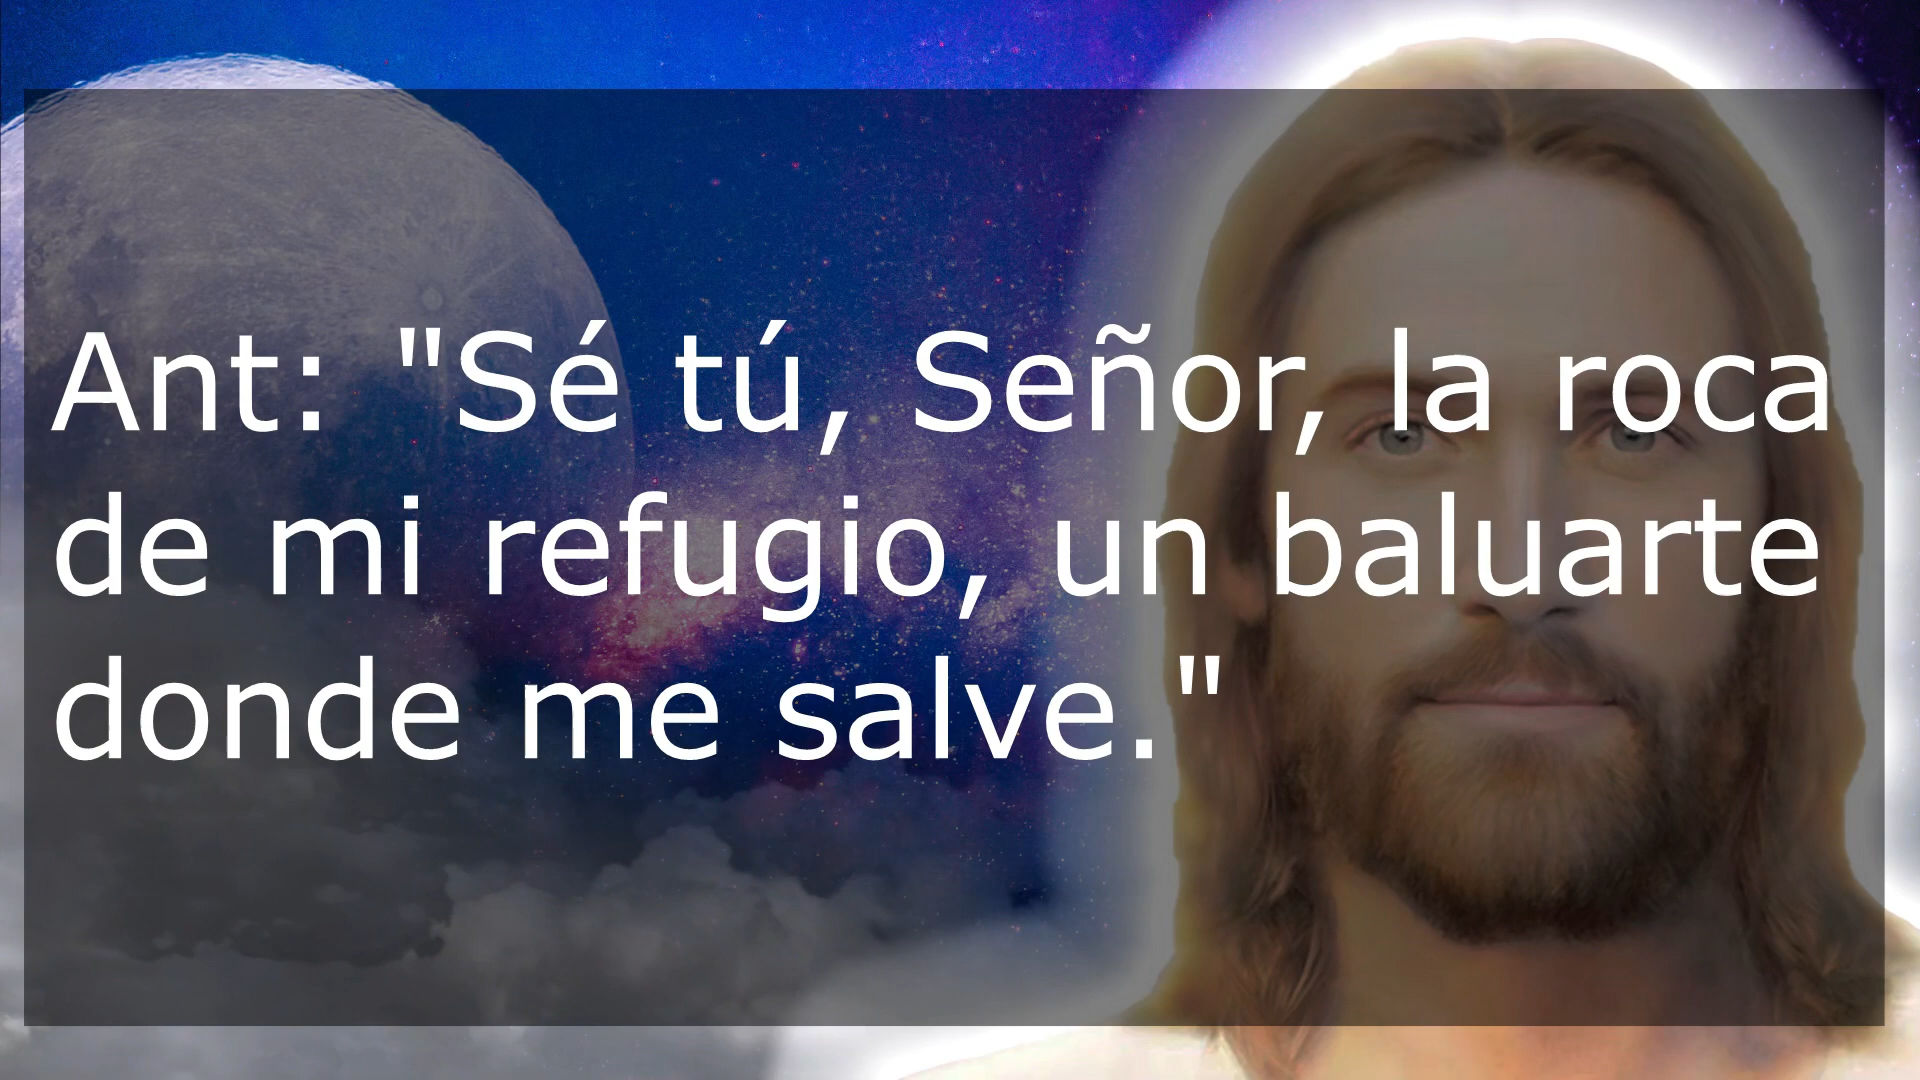 Ant: "Sé tú, Señor, la roca
de mi refugio, un baluarte
donde me salve."